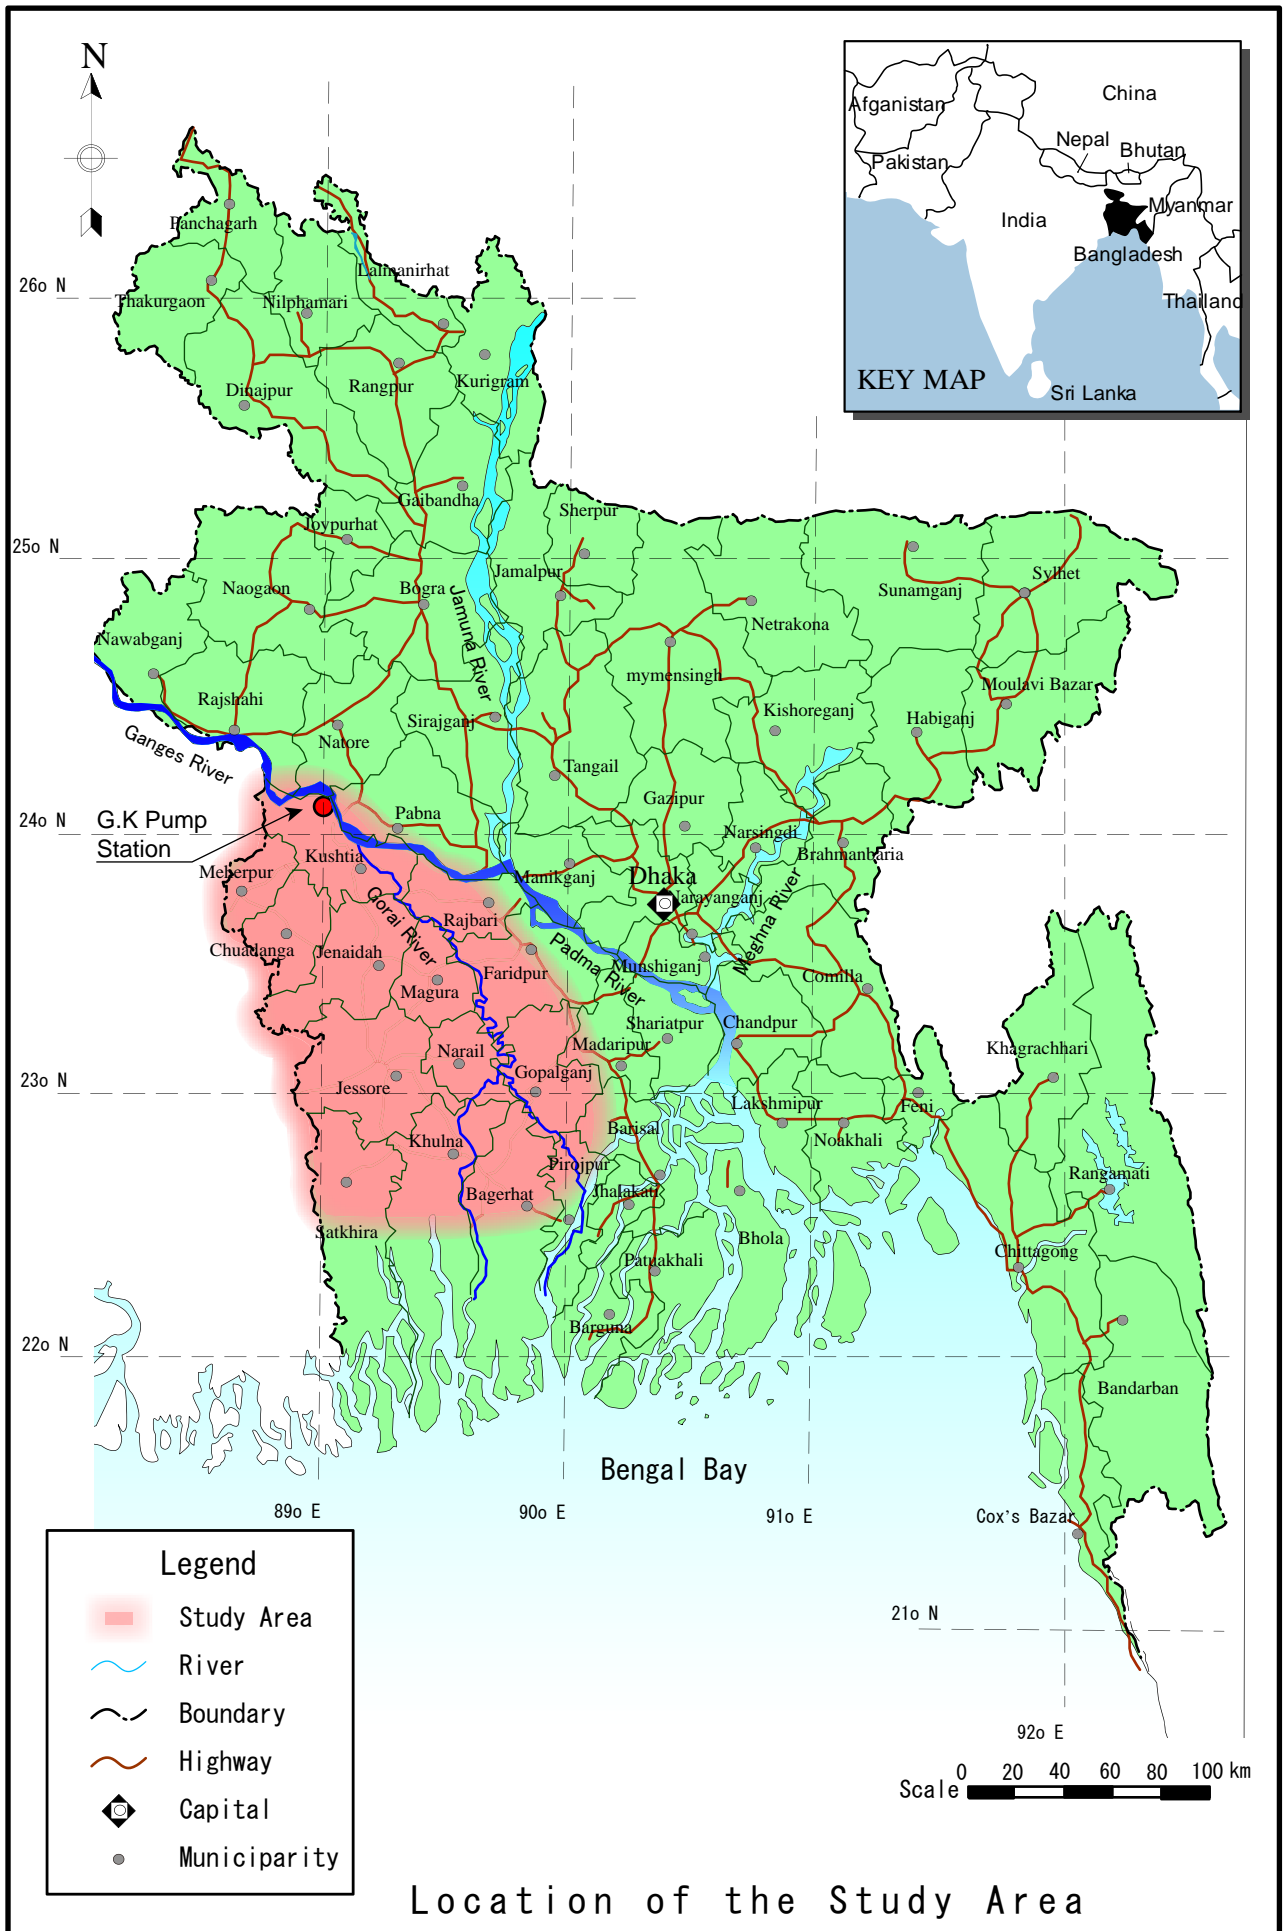 N
Afganistan
China
Nepal
Bhutan
Pakistan
India
Myanmar
Bangladesh
Thailand
KEY MAP
Sri Lanka
Panchagarh
Lalmanirhat
26o N
Thakurgaon
Nilphamari
Dinajpur
Rangpur
Kurigram
Gaibandha
Sherpur
Joypurhat
25o N
Jamalpur
Sylhet
Naogaon
Bogra
Sunamganj
Jamuna River
Netrakona
Nawabganj
mymensingh
Moulavi Bazar
Rajshahi
Sirajganj
Kishoreganj
Habiganj
Ganges River
Natore
Tangail
Gazipur
24o N
G.K Pump
Station
Pabna
Narsingdi
Brahmanbaria
Kushtia
Meherpur
Manikganj
Dhaka
Narayanganj
Gorai River
Rajbari
Meghna River
Chuadanga
Jenaidah
Padma River
Munshiganj
Faridpur
Comilla
Magura
Shariatpur
Chandpur
Madaripur
Khagrachhari
Narail
23o N
Jessore
Gopalganj
Lakshmipur
Feni
Khulna
Barisal
Noakhali
Pirojpur
Rangamati
Bagerhat
Jhalakati
Satkhira
Bhola
Chittagong
Patuakhali
Barguna
22o N
Bandarban
Bengal Bay
89o E
90o E
91o E
Cox's Bazar
Legend
Study Area
River
Boundary
Highway
Capital
Municiparity
21o N
92o E
Scale
0 20 40 60 80 100 km
Location of the Study Area